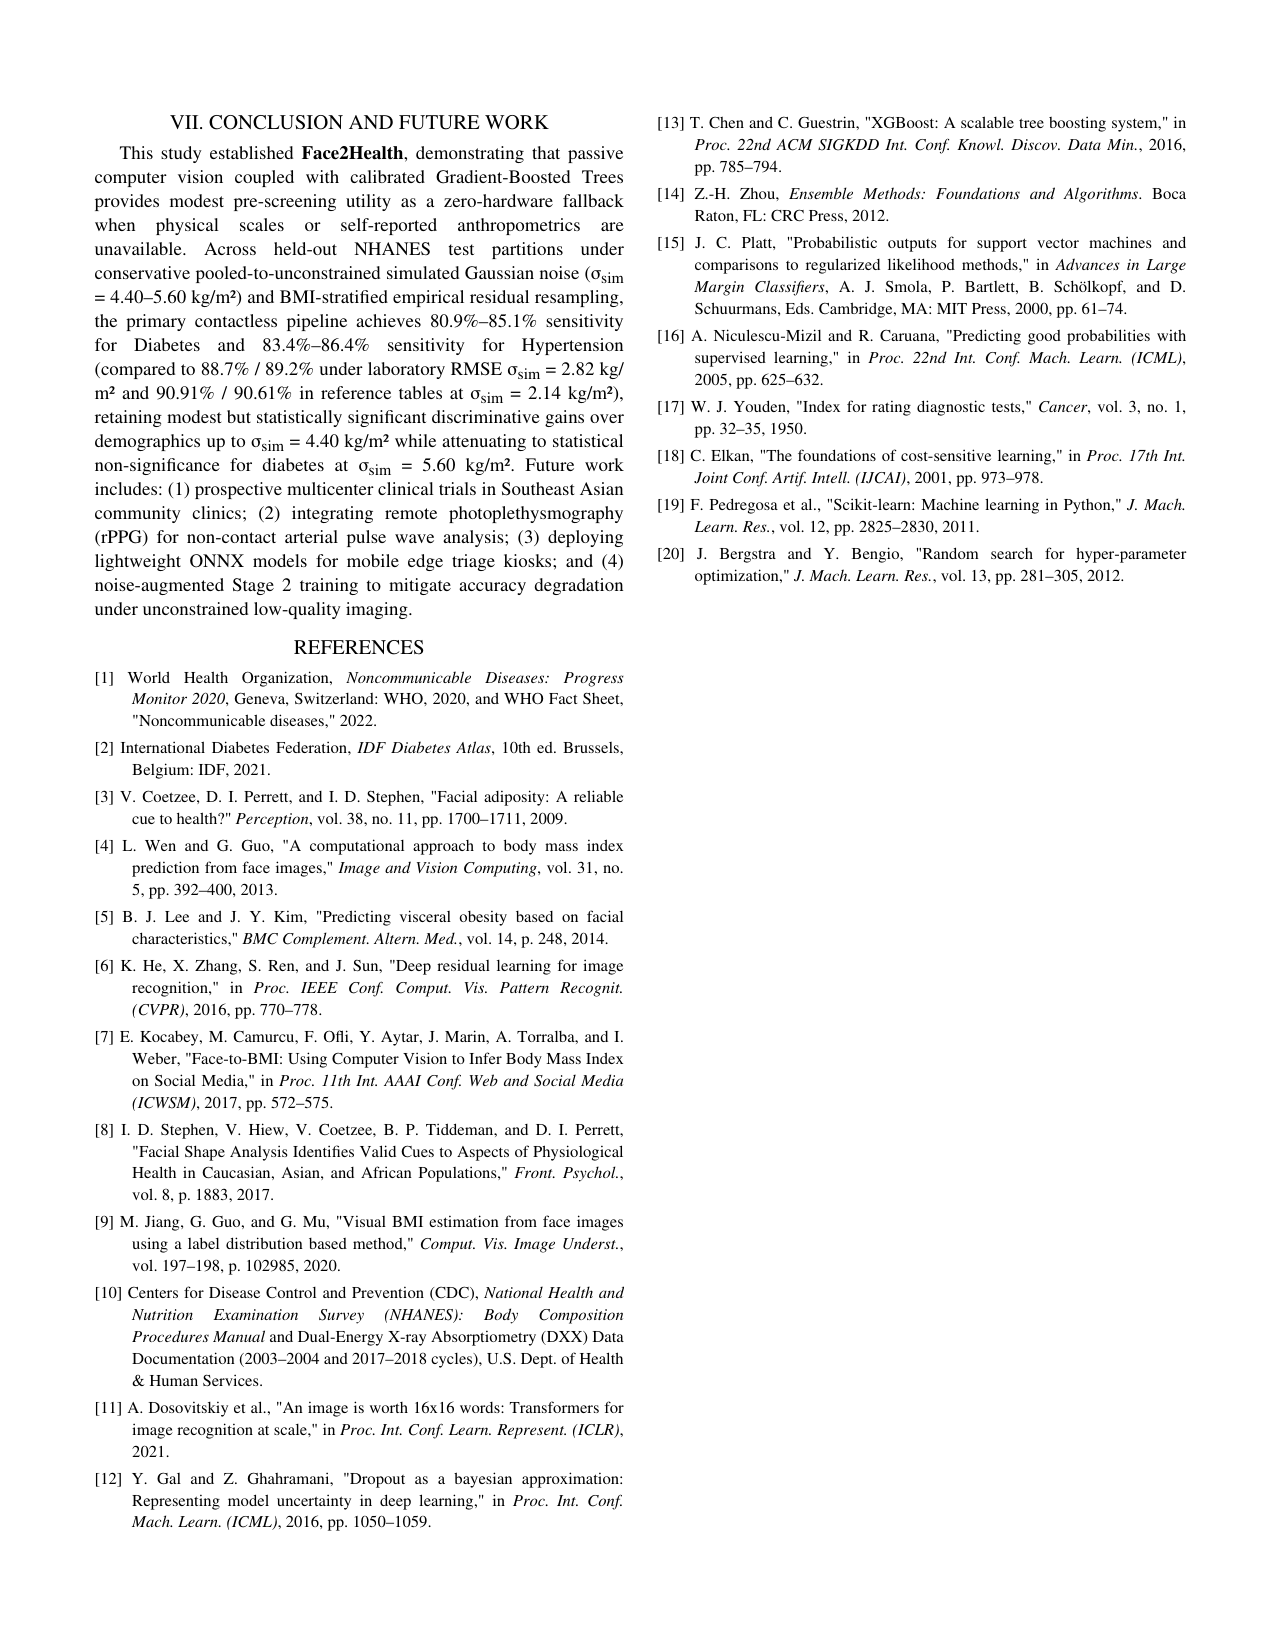 VII. CONCLUSION AND FUTURE WORK
This study established Face2Health, demonstrating that passive
computer vision coupled with calibrated Gradient-Boosted Trees
provides modest pre-screening utility as a zero-hardware fallback
when physical scales or self-reported anthropometrics are
unavailable. Across held-out NHANES test partitions under
conservative pooled-to-unconstrained simulated Gaussian noise (σsim
= 4.40–5.60 kg/m²) and BMI-stratified empirical residual resampling,
the primary contactless pipeline achieves 80.9%–85.1% sensitivity
for Diabetes and 83.4%–86.4% sensitivity for Hypertension
(compared to 88.7% / 89.2% under laboratory RMSE σsim = 2.82 kg/
m² and 90.91% / 90.61% in reference tables at σsim = 2.14 kg/m²),
retaining modest but statistically significant discriminative gains over
demographics up to σsim = 4.40 kg/m² while attenuating to statistical
non-significance for diabetes at σsim = 5.60 kg/m². Future work
includes: (1) prospective multicenter clinical trials in Southeast Asian
community clinics; (2) integrating remote photoplethysmography
(rPPG) for non-contact arterial pulse wave analysis; (3) deploying
lightweight ONNX models for mobile edge triage kiosks; and (4)
noise-augmented Stage 2 training to mitigate accuracy degradation
under unconstrained low-quality imaging.
REFERENCES
[1] World Health Organization, Noncommunicable Diseases: Progress
Monitor 2020, Geneva, Switzerland: WHO, 2020, and WHO Fact Sheet,
"Noncommunicable diseases," 2022.
[2] International Diabetes Federation, IDF Diabetes Atlas, 10th ed. Brussels,
Belgium: IDF, 2021.
[3] V. Coetzee, D. I. Perrett, and I. D. Stephen, "Facial adiposity: A reliable
cue to health?" Perception, vol. 38, no. 11, pp. 1700–1711, 2009.
[4] L. Wen and G. Guo, "A computational approach to body mass index
prediction from face images," Image and Vision Computing, vol. 31, no.
5, pp. 392–400, 2013.
[5] B. J. Lee and J. Y. Kim, "Predicting visceral obesity based on facial
characteristics," BMC Complement. Altern. Med., vol. 14, p. 248, 2014.
[6] K. He, X. Zhang, S. Ren, and J. Sun, "Deep residual learning for image
recognition," in Proc. IEEE Conf. Comput. Vis. Pattern Recognit.
(CVPR), 2016, pp. 770–778.
[7] E. Kocabey, M. Camurcu, F. Ofli, Y. Aytar, J. Marin, A. Torralba, and I.
Weber, "Face-to-BMI: Using Computer Vision to Infer Body Mass Index
on Social Media," in Proc. 11th Int. AAAI Conf. Web and Social Media
(ICWSM), 2017, pp. 572–575.
[8] I. D. Stephen, V. Hiew, V. Coetzee, B. P. Tiddeman, and D. I. Perrett,
"Facial Shape Analysis Identifies Valid Cues to Aspects of Physiological
Health in Caucasian, Asian, and African Populations," Front. Psychol.,
vol. 8, p. 1883, 2017.
[9] M. Jiang, G. Guo, and G. Mu, "Visual BMI estimation from face images
using a label distribution based method," Comput. Vis. Image Underst.,
vol. 197–198, p. 102985, 2020.
[10] Centers for Disease Control and Prevention (CDC), National Health and
Nutrition Examination Survey (NHANES): Body Composition
Procedures Manual and Dual-Energy X-ray Absorptiometry (DXX) Data
Documentation (2003–2004 and 2017–2018 cycles), U.S. Dept. of Health
& Human Services.
[11] A. Dosovitskiy et al., "An image is worth 16x16 words: Transformers for
image recognition at scale," in Proc. Int. Conf. Learn. Represent. (ICLR),
2021.
[12] Y. Gal and Z. Ghahramani, "Dropout as a bayesian approximation:
Representing model uncertainty in deep learning," in Proc. Int. Conf.
Mach. Learn. (ICML), 2016, pp. 1050–1059.
[13] T. Chen and C. Guestrin, "XGBoost: A scalable tree boosting system," in
Proc. 22nd ACM SIGKDD Int. Conf. Knowl. Discov. Data Min., 2016,
pp. 785–794.
[14] Z.-H. Zhou, Ensemble Methods: Foundations and Algorithms. Boca
Raton, FL: CRC Press, 2012.
[15] J. C. Platt, "Probabilistic outputs for support vector machines and
comparisons to regularized likelihood methods," in Advances in Large
Margin Classifiers, A. J. Smola, P. Bartlett, B. Schölkopf, and D.
Schuurmans, Eds. Cambridge, MA: MIT Press, 2000, pp. 61–74.
[16] A. Niculescu-Mizil and R. Caruana, "Predicting good probabilities with
supervised learning," in Proc. 22nd Int. Conf. Mach. Learn. (ICML),
2005, pp. 625–632.
[17] W. J. Youden, "Index for rating diagnostic tests," Cancer, vol. 3, no. 1,
pp. 32–35, 1950.
[18] C. Elkan, "The foundations of cost-sensitive learning," in Proc. 17th Int.
Joint Conf. Artif. Intell. (IJCAI), 2001, pp. 973–978.
[19] F. Pedregosa et al., "Scikit-learn: Machine learning in Python," J. Mach.
Learn. Res., vol. 12, pp. 2825–2830, 2011.
[20] J. Bergstra and Y. Bengio, "Random search for hyper-parameter
optimization," J. Mach. Learn. Res., vol. 13, pp. 281–305, 2012.